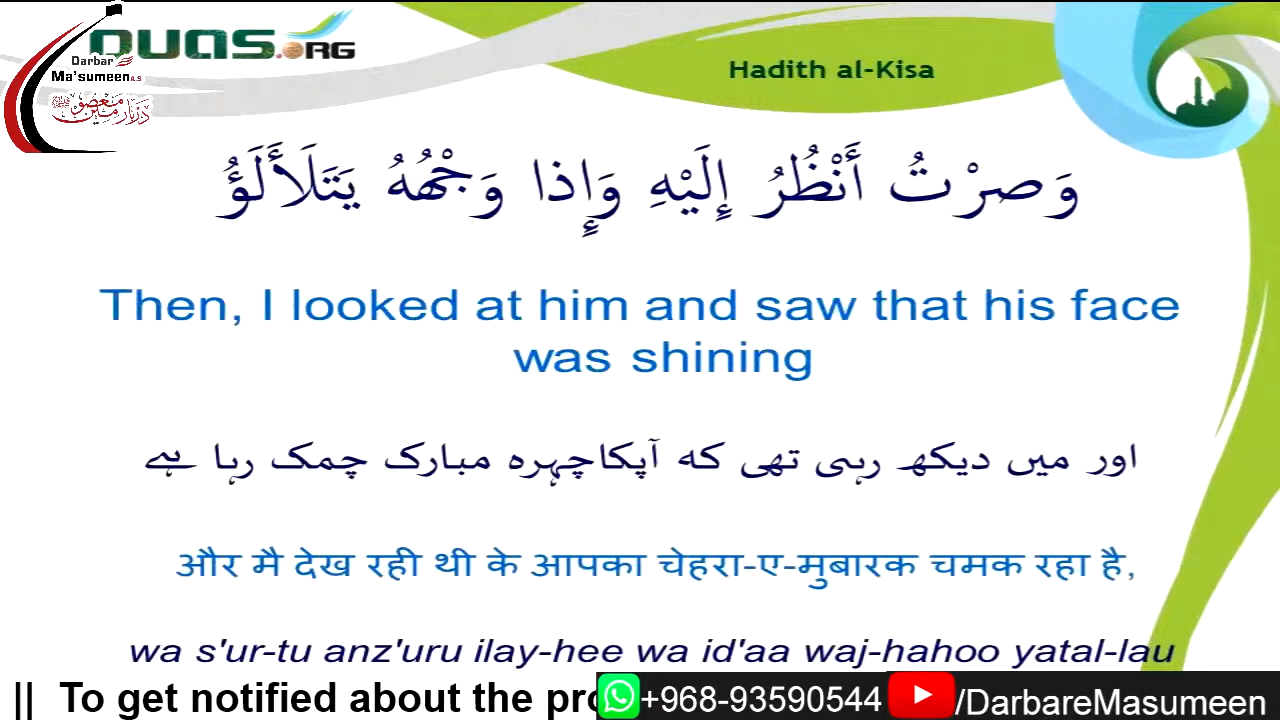 DUAS.ORG
Darbar
Ma'sumeen A.S
Hadith al-Kisa
وَصِرْتُ أَنْظُرُ إِلَيْهِ وَإِذا وَجْهُهُ يَتَلَأَلَؤُ
Then, I looked at him and saw that his face
was shining
اور میں دیکھ رہی تھی کہ آپکاچہرہ مبارک چمک رہا ہے
और मै देख रही थी के आपका चेहरा-ए-मुबारक चमक रहा है,
wa s'ur-tu anz'uru ilay-hee wa id'aa waj-hahoo yatal-lau
|| To get notified about the pro
+968-93590544 /DarbareMasumeen